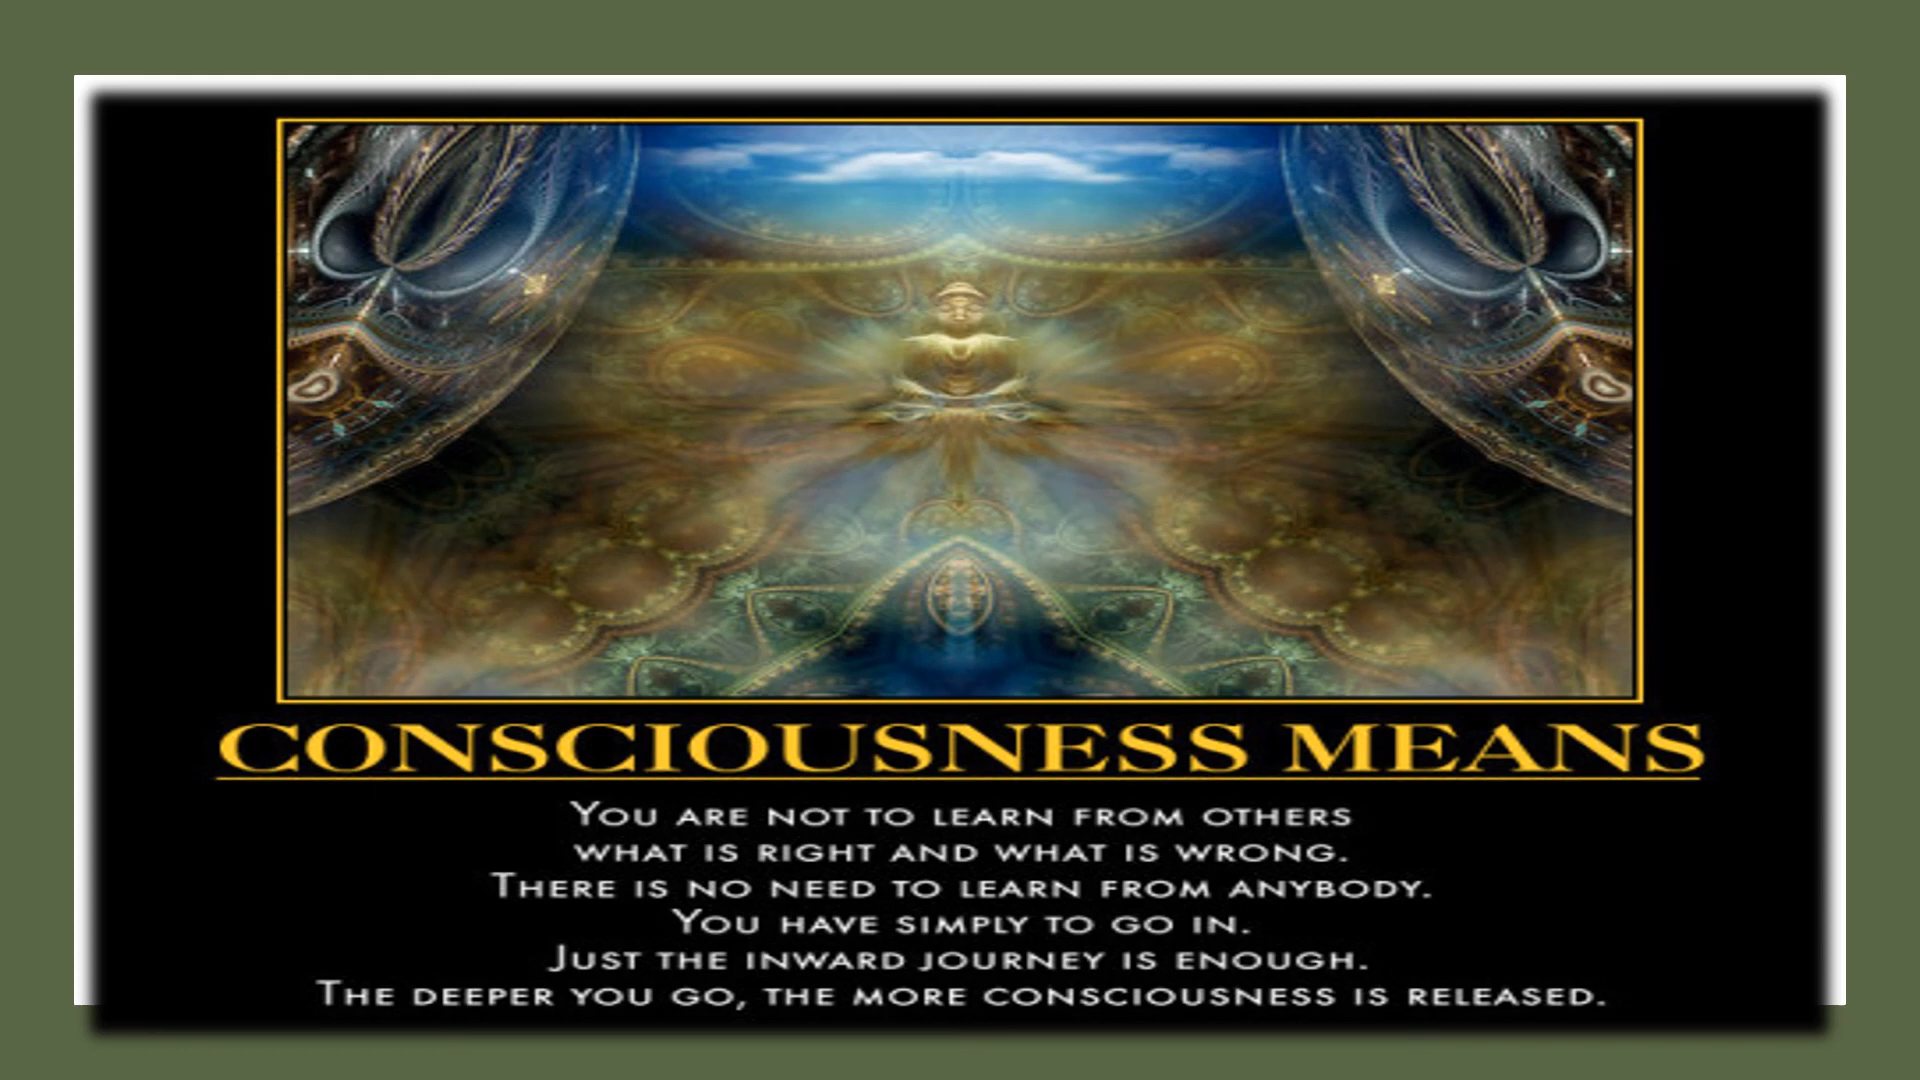 CONSCIOUSNESS MEANS
YOU ARE NOT TO LEARN FROM OTHERS
WHAT IS RIGHT AND WHAT IS WRONG.
THERE IS NO NEED TO LEARN FROM ANYBODY.
YOU HAVE SIMPLY TO GO IN.
JUST THE INWARD JOURNEY IS ENOUGH.
THE DEEPER YOU GO, THE MORE CONSCIOUSNESS IS RELEASED.